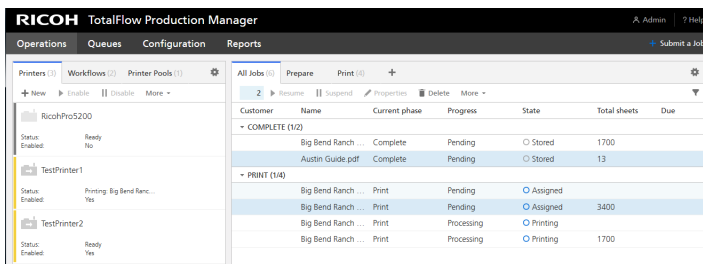 RICOH TotalFlow Production Manager Admin ? Help
Operations Queues Configuration Reports + Submit a Job
Printers (3) Workflows (2) Printer Pools (1)
+ New Enable Disable More
RicohPro5200
Status: Ready
Enabled: No
TestPrinter1
Status: Printing: Big Bend Ranc...
Enabled: Yes
TestPrinter2
Status: Ready
Enabled: Yes
All Jobs (6) Prepare Print (4) +
2 Resume Suspend Properties Delete More
Customer Name Current phase Progress State Total sheets Due
COMPLETE (1/2)
Big Bend Ranch ... Complete Pending Stored 1700
Austin Guide.pdf Complete Pending Stored 13
PRINT (1/4)
Big Bend Ranch ... Print Pending Assigned
Big Bend Ranch ... Print Pending Assigned 3400
Big Bend Ranch ... Print Processing Printing
Big Bend Ranch ... Print Processing Printing 1700